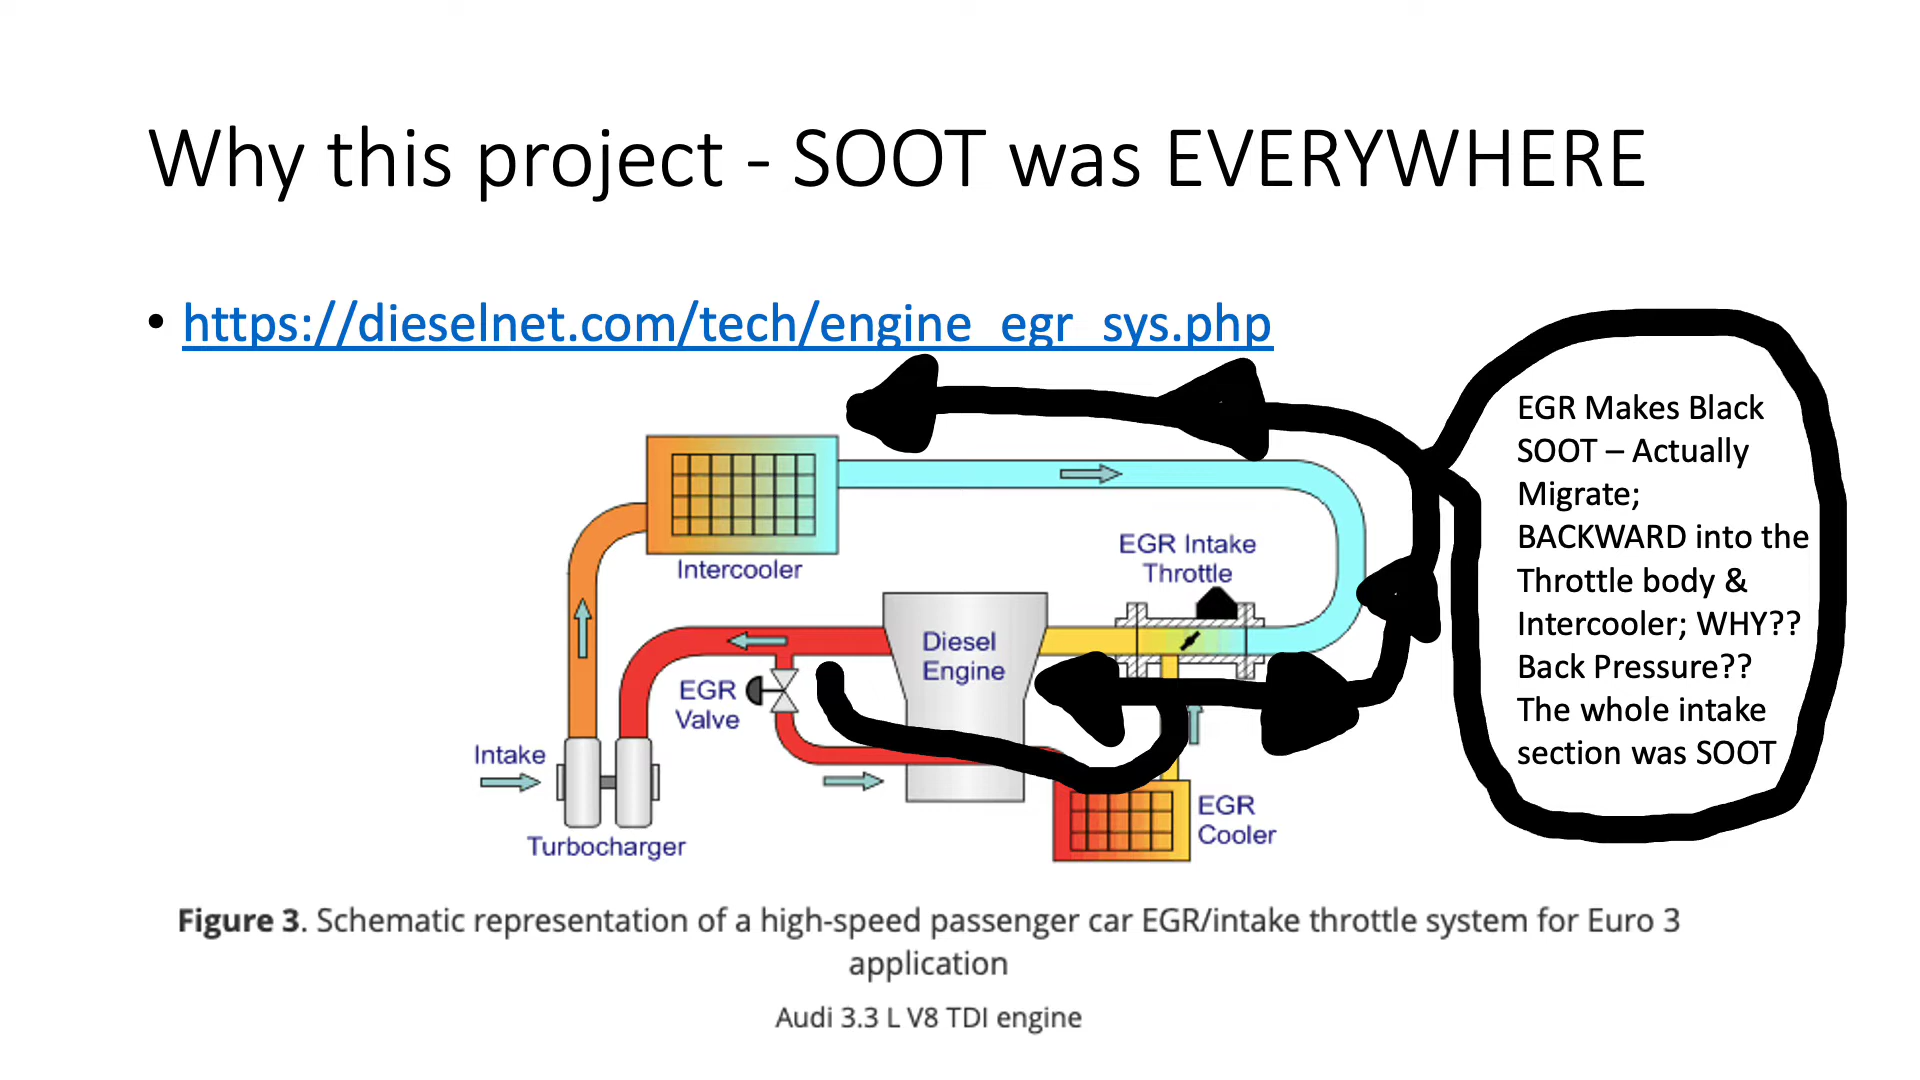 Why this project - SOOT was EVERYWHERE
• https://dieselnet.com/tech/engine_egr_sys.php
EGR Makes Black
SOOT – Actually
Migrate;
BACKWARD into the
Throttle body &
Intercooler; WHY??
Back Pressure??
The whole intake
section was SOOT
Intercooler
EGR Intake
Throttle
Diesel
Engine
EGR
Valve
Intake
Turbocharger
EGR
Cooler
Figure 3. Schematic representation of a high-speed passenger car EGR/intake throttle system for Euro 3
application
Audi 3.3 L V8 TDI engine